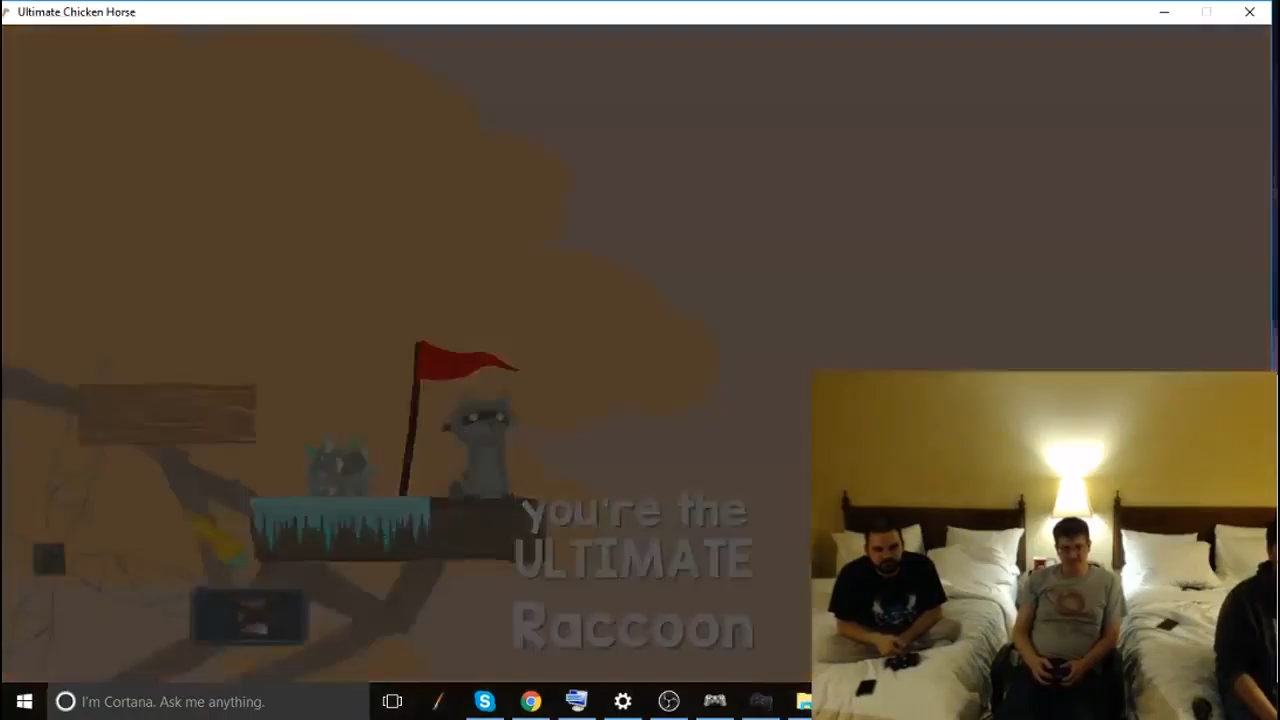 Ultimate Chicken Horse
you're the
ULTIMATE
Raccoon
I'm Cortana. Ask me anything.